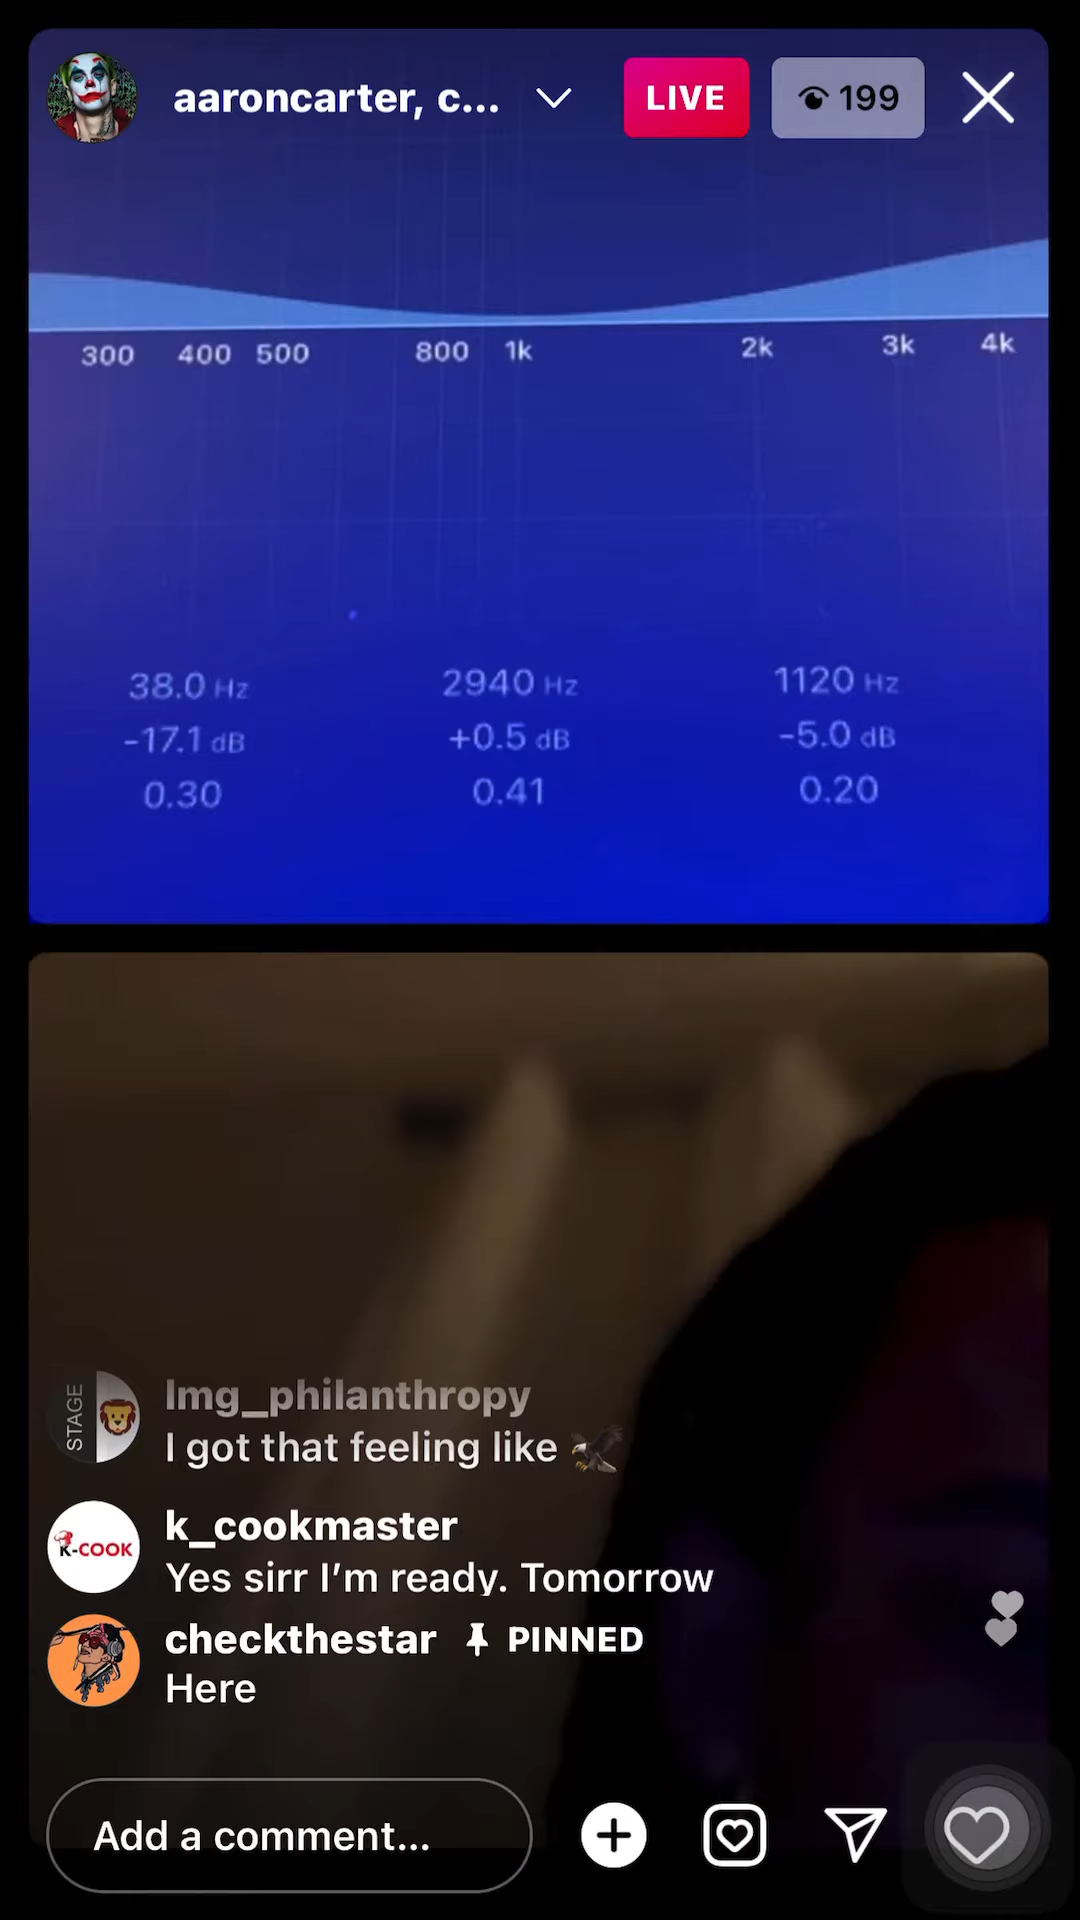 aaroncarter, c...
LIVE
199
300 400 500 800 1k 2k 3k 4k
38.0 Hz 2940 Hz 1120 Hz
-17.1 dB +0.5 dB -5.0 dB
0.30 0.41 0.20
STAGE
lmg_philanthropy
I got that feeling like 🦅
K-COOK
k_cookmaster
Yes sirr I’m ready. Tomorrow
checkthestar PINNED
Here
Add a comment...